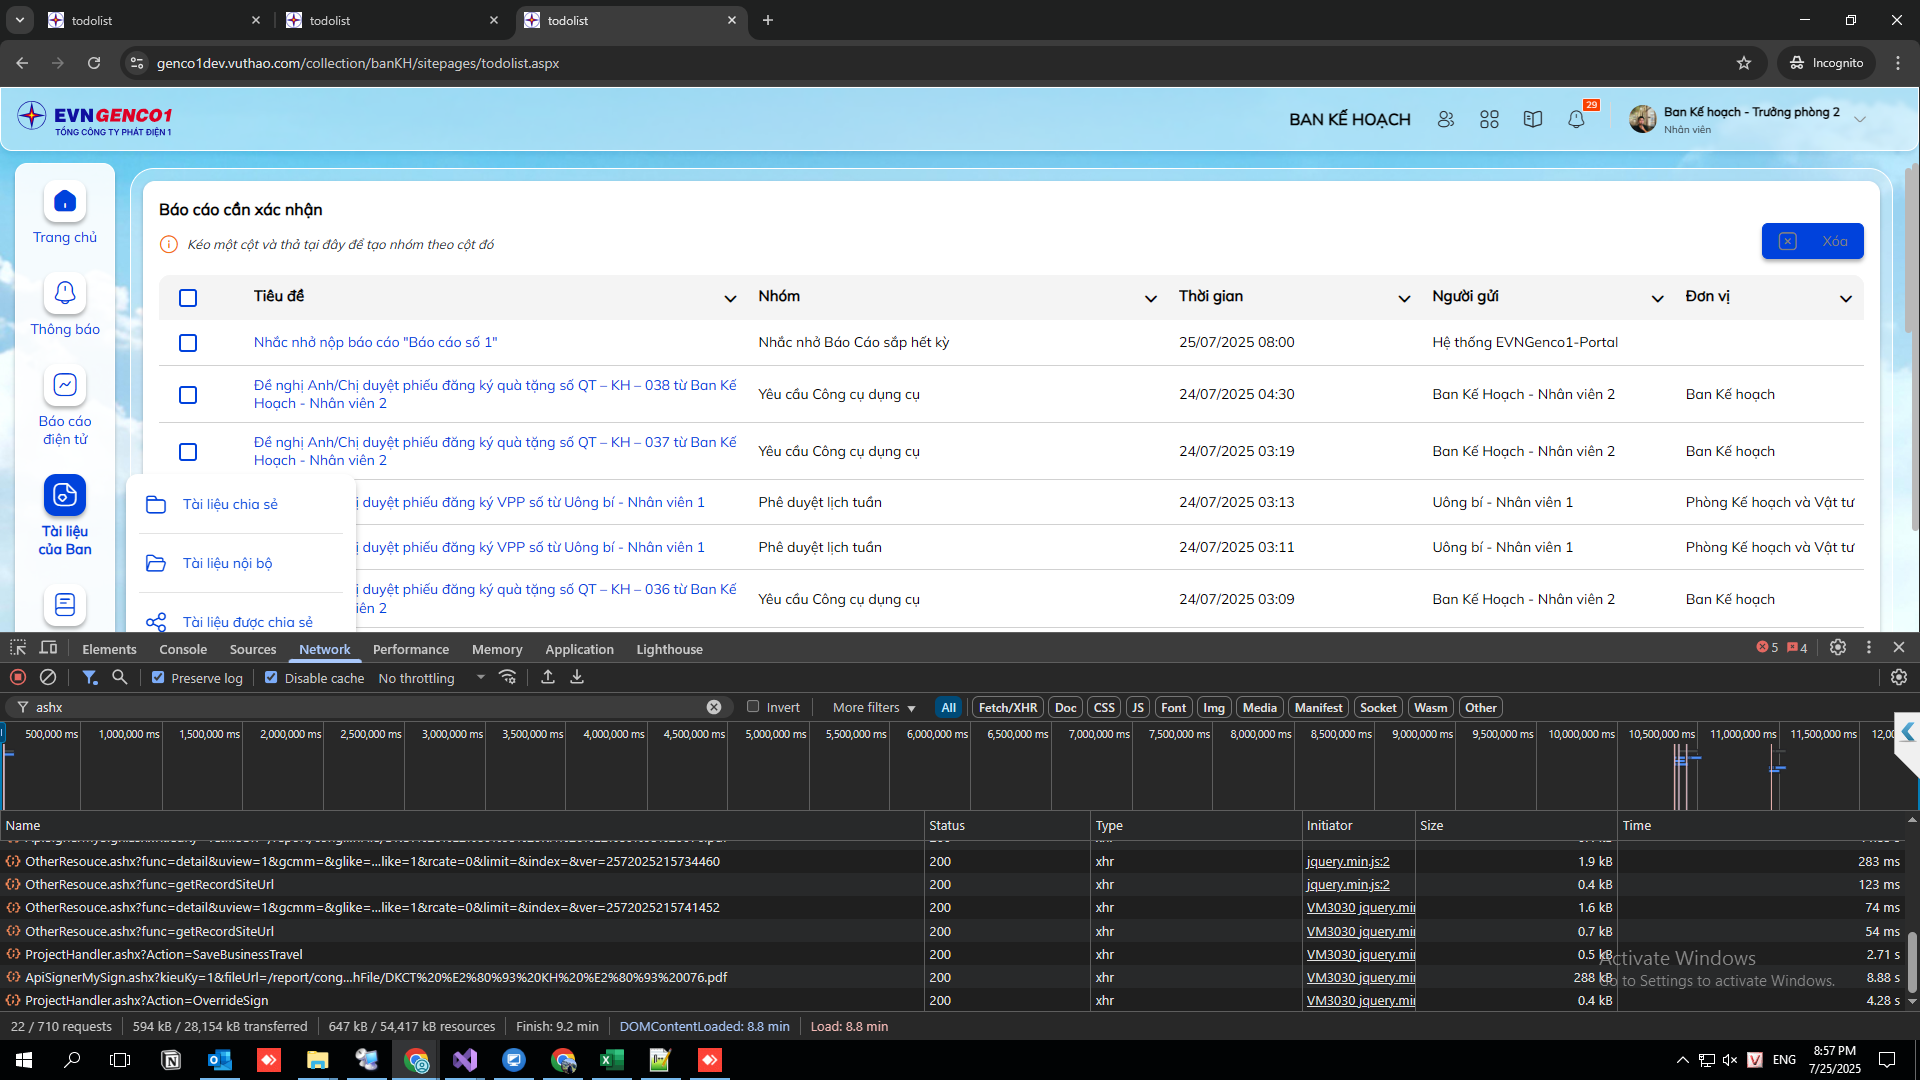 todolist
todolist
todolist
genco1dev.vuthao.com/collection/banKH/sitepages/todolist.aspx
Incognito
EVNGENCO1
TỔNG CÔNG TY PHÁT ĐIỆN 1
BAN KẾ HOẠCH
29
Ban Kế hoạch - Trưởng phòng 2
Nhân viên
Trang chủ
Thông báo
Báo cáo
điện tử
Tài liệu
của Ban
Báo cáo cần xác nhận
Kéo một cột và thả tại đây để tạo nhóm theo cột đó
Xóa
Tiêu đề Nhóm Thời gian Người gửi Đơn vị
Nhắc nhở nộp báo cáo "Báo cáo số 1" Nhắc nhở Báo Cáo sắp hết kỳ 25/07/2025 08:00 Hệ thống EVNGenco1-Portal
Đề nghị Anh/Chị duyệt phiếu đăng ký quà tặng số QT – KH – 038 từ Ban Kế
Hoạch - Nhân viên 2 Yêu cầu Công cụ dụng cụ 24/07/2025 04:30 Ban Kế Hoạch - Nhân viên 2 Ban Kế hoạch
Đề nghị Anh/Chị duyệt phiếu đăng ký quà tặng số QT – KH – 037 từ Ban Kế
Hoạch - Nhân viên 2 Yêu cầu Công cụ dụng cụ 24/07/2025 03:19 Ban Kế Hoạch - Nhân viên 2 Ban Kế hoạch
ị duyệt phiếu đăng ký VPP số từ Uông bí - Nhân viên 1 Phê duyệt lịch tuần 24/07/2025 03:13 Uông bí - Nhân viên 1 Phòng Kế hoạch và Vật tư
ị duyệt phiếu đăng ký VPP số từ Uông bí - Nhân viên 1 Phê duyệt lịch tuần 24/07/2025 03:11 Uông bí - Nhân viên 1 Phòng Kế hoạch và Vật tư
ị duyệt phiếu đăng ký quà tặng số QT – KH – 036 từ Ban Kế
iên 2 Yêu cầu Công cụ dụng cụ 24/07/2025 03:09 Ban Kế Hoạch - Nhân viên 2 Ban Kế hoạch
Tài liệu chia sẻ
Tài liệu nội bộ
Tài liệu được chia sẻ
Elements Console Sources Network Performance Memory Application Lighthouse 5 4
Preserve log Disable cache No throttling
ashx Invert More filters All Fetch/XHR Doc CSS JS Font Img Media Manifest Socket Wasm Other
500,000 ms 1,000,000 ms 1,500,000 ms 2,000,000 ms 2,500,000 ms 3,000,000 ms 3,500,000 ms 4,000,000 ms 4,500,000 ms 5,000,000 ms 5,500,000 ms 6,000,000 ms 6,500,000 ms 7,000,000 ms 7,500,000 ms 8,000,000 ms 8,500,000 ms 9,000,000 ms 9,500,000 ms 10,000,000 ms 10,500,000 ms 11,000,000 ms 11,500,000 ms 12,0
Name Status Type Initiator Size Time
OtherResouce.ashx?func=detail&uview=1&gcmm=&glike=...like=1&rcate=0&limit=&index=&ver=2572025215734460 200 xhr jquery.min.js:2 1.9 kB 283 ms
OtherResouce.ashx?func=getRecordSiteUrl 200 xhr jquery.min.js:2 0.4 kB 123 ms
OtherResouce.ashx?func=detail&uview=1&gcmm=&glike=...like=1&rcate=0&limit=&index=&ver=2572025215741452 200 xhr VM3030 jquery.mi 1.6 kB 74 ms
OtherResouce.ashx?func=getRecordSiteUrl 200 xhr VM3030 jquery.mi 0.7 kB 54 ms
ProjectHandler.ashx?Action=SaveBusinessTravel 200 xhr VM3030 jquery.mi 0.5 kB 2.71 s
ApiSignerMySign.ashx?kieuKy=1&fileUrl=/report/cong...hFile/DKCT%20%E2%80%93%20KH%20%E2%80%93%20076.pdf 200 xhr VM3030 jquery.mi 288 kB 8.88 s
ProjectHandler.ashx?Action=OverrideSign 200 xhr VM3030 jquery.mi 0.4 kB 4.28 s
Activate Windows
Go to Settings to activate Windows.
22 / 710 requests 594 kB / 28,154 kB transferred 647 kB / 54,417 kB resources Finish: 9.2 min DOMContentLoaded: 8.8 min Load: 8.8 min
ENG
8:57 PM
7/25/2025